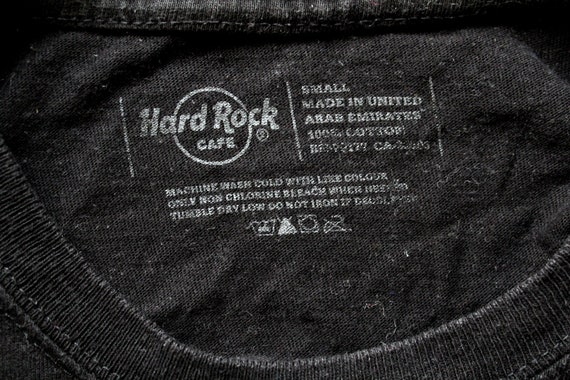 Hard Rock
CAFE ®
SMALL
MADE IN UNITED
ARAB EMIRATES
100% COTTON
MACHINE WASH COLD WITH LIKE COLOUR
ONLY NON CHLORINE BLEACH WHEN NEEDED
TUMBLE DRY LOW DO NOT IRON IF